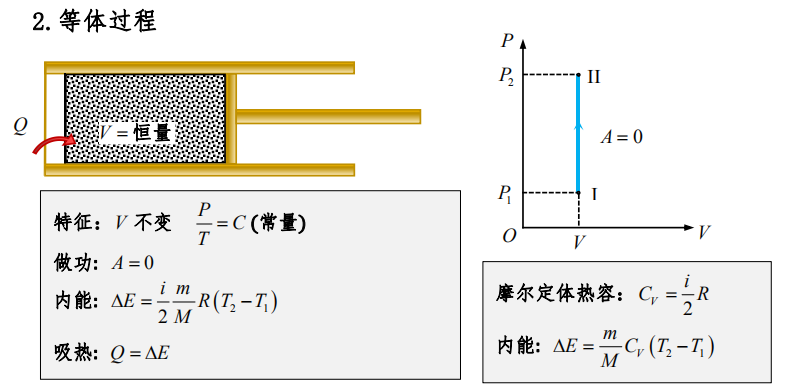 2.等体过程
Q
V = 恒量
特征：V 不变 P/T = C (常量)
做功: A = 0
内能: ΔE = i/2 m/M R(T₂ − T₁)
吸热: Q = ΔE
P
P₂
II
A = 0
P₁
I
O
V
V
摩尔定体热容：C_V = i/2 R
内能: ΔE = m/M C_V (T₂ − T₁)